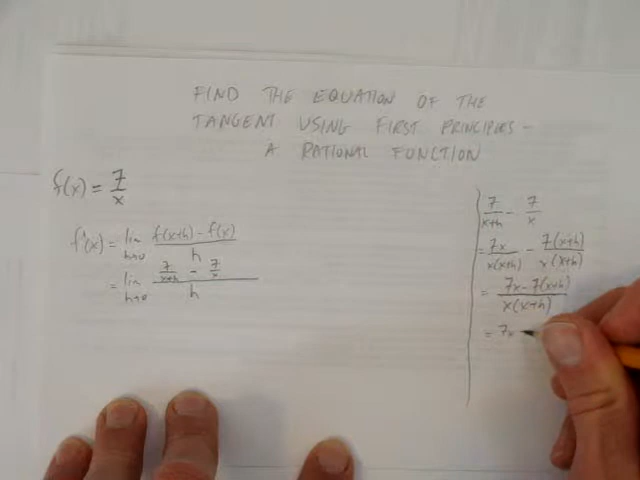 FIND THE EQUATION OF THE
TANGENT USING FIRST PRINCIPLES -
A RATIONAL FUNCTION
f(x) = 7/x
f'(x) = lim h→0 (f(x+h) - f(x))/h
= lim h→0 (7/(x+h) - 7/x)/h
7/(x+h) - 7/x
= 7x/(x(x+h)) - 7(x+h)/(x(x+h))
= (7x - 7(x+h))/(x(x+h))
= 7x